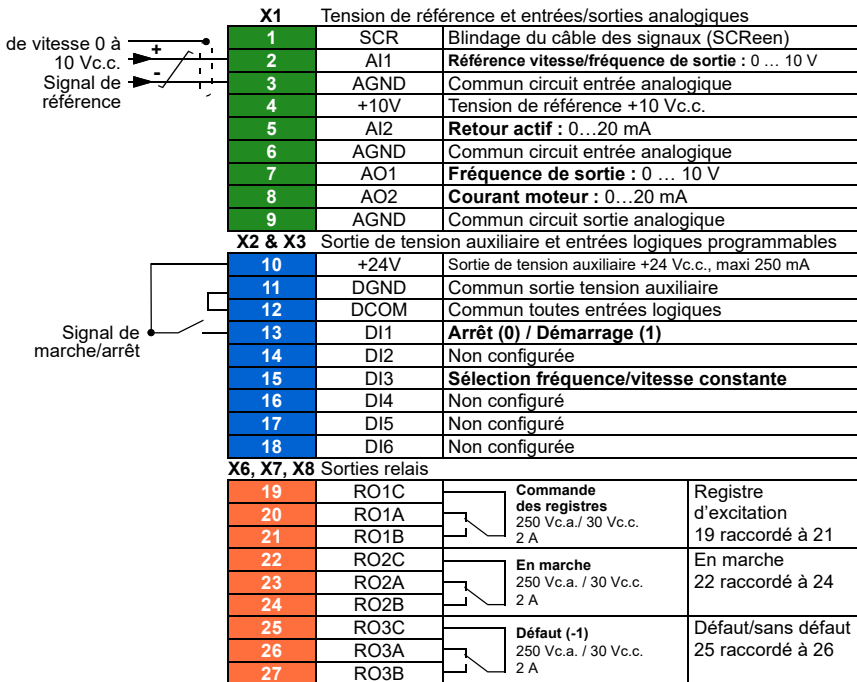 X1 Tension de référence et entrées/sorties analogiques
de vitesse 0 à
10 Vc.c.
Signal de
référence
+
-
1 SCR Blindage du câble des signaux (SCReen)
2 AI1 Référence vitesse/fréquence de sortie : 0 … 10 V
3 AGND Commun circuit entrée analogique
4 +10V Tension de référence +10 Vc.c.
5 AI2 Retour actif : 0…20 mA
6 AGND Commun circuit entrée analogique
7 AO1 Fréquence de sortie : 0 … 10 V
8 AO2 Courant moteur : 0…20 mA
9 AGND Commun circuit sortie analogique
X2 & X3 Sortie de tension auxiliaire et entrées logiques programmables
10 +24V Sortie de tension auxiliaire +24 Vc.c., maxi 250 mA
11 DGND Commun sortie tension auxiliaire
12 DCOM Commun toutes entrées logiques
Signal de
marche/arrêt
13 DI1 Arrêt (0) / Démarrage (1)
14 DI2 Non configurée
15 DI3 Sélection fréquence/vitesse constante
16 DI4 Non configuré
17 DI5 Non configuré
18 DI6 Non configurée
X6, X7, X8 Sorties relais
19 RO1C
20 RO1A
21 RO1B
Commande
des registres
250 Vc.a./ 30 Vc.c.
2 A
Registre
d'excitation
19 raccordé à 21
22 RO2C
23 RO2A
24 RO2B
En marche
250 Vc.a. / 30 Vc.c.
2 A
En marche
22 raccordé à 24
25 RO3C
26 RO3A
27 RO3B
Défaut (-1)
250 Vc.a. / 30 Vc.c.
2 A
Défaut/sans défaut
25 raccordé à 26